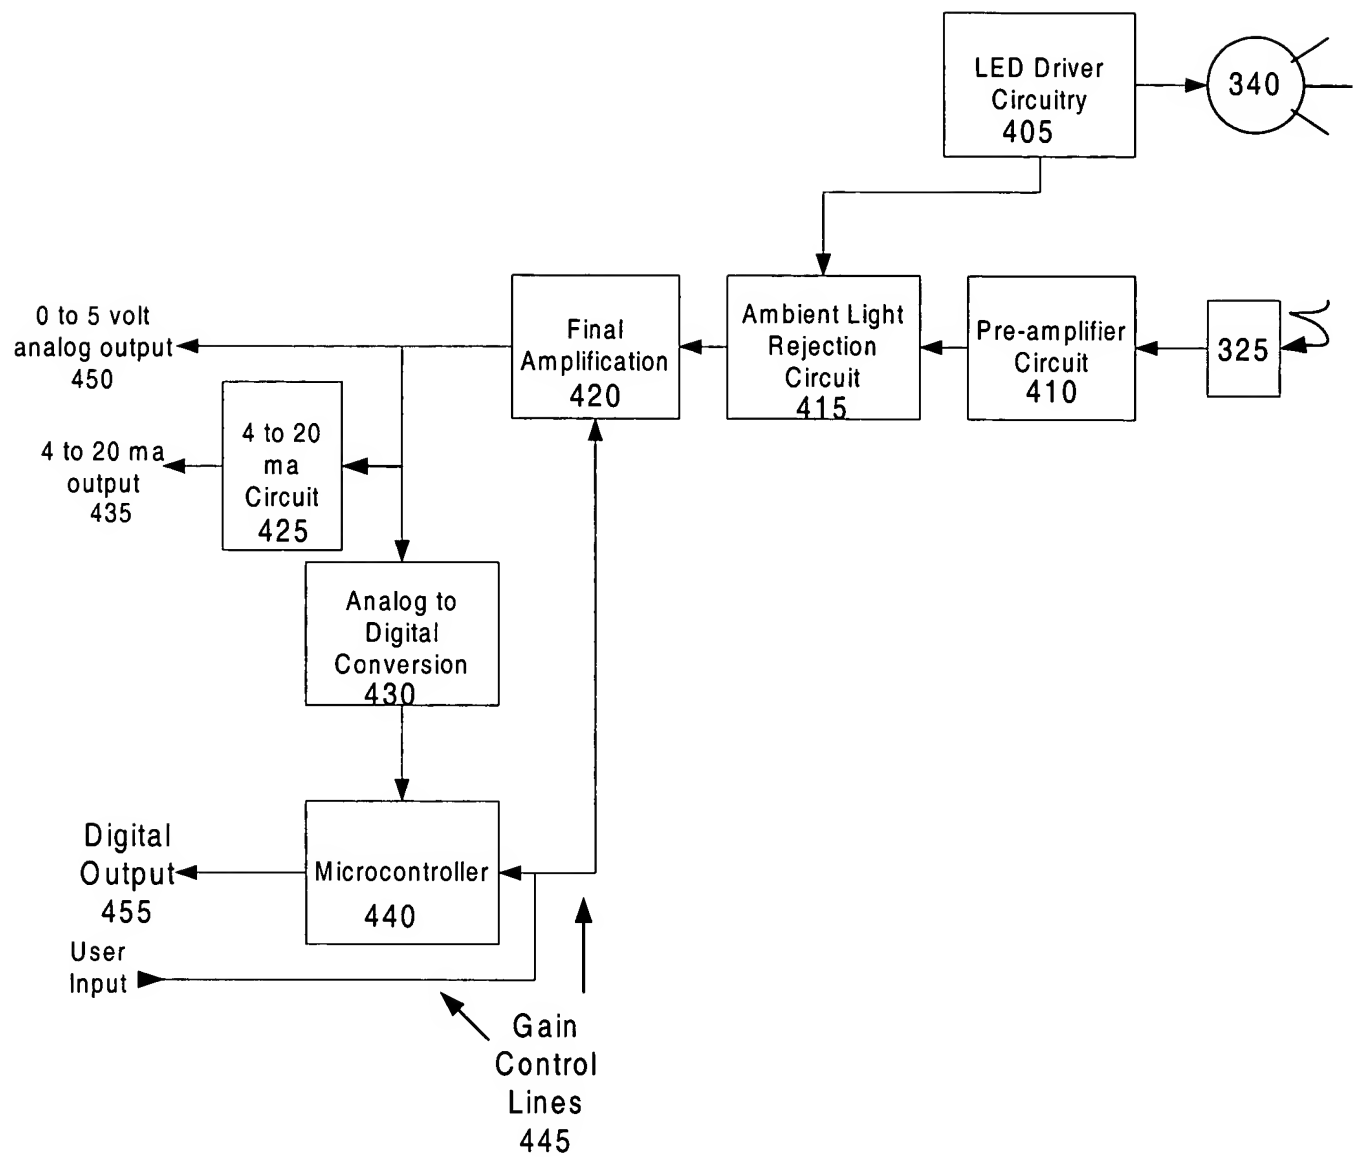 LED Driver
Circuitry
405
340
0 to 5 volt
analog output
450
Final
Amplification
420
Ambient Light
Rejection
Circuit
415
Pre-amplifier
Circuit
410
325
4 to 20 ma
output
435
4 to 20
ma
Circuit
425
Analog to
Digital
Conversion
430
Digital
Output
455
Microcontroller
440
User
Input
Gain
Control
Lines
445